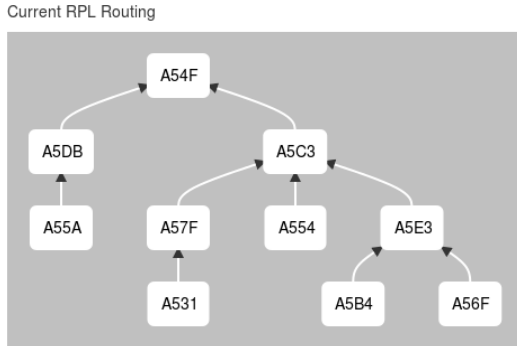 Current RPL Routing
A54F
A5DB
A5C3
A55A
A57F
A554
A5E3
A531
A5B4
A56F